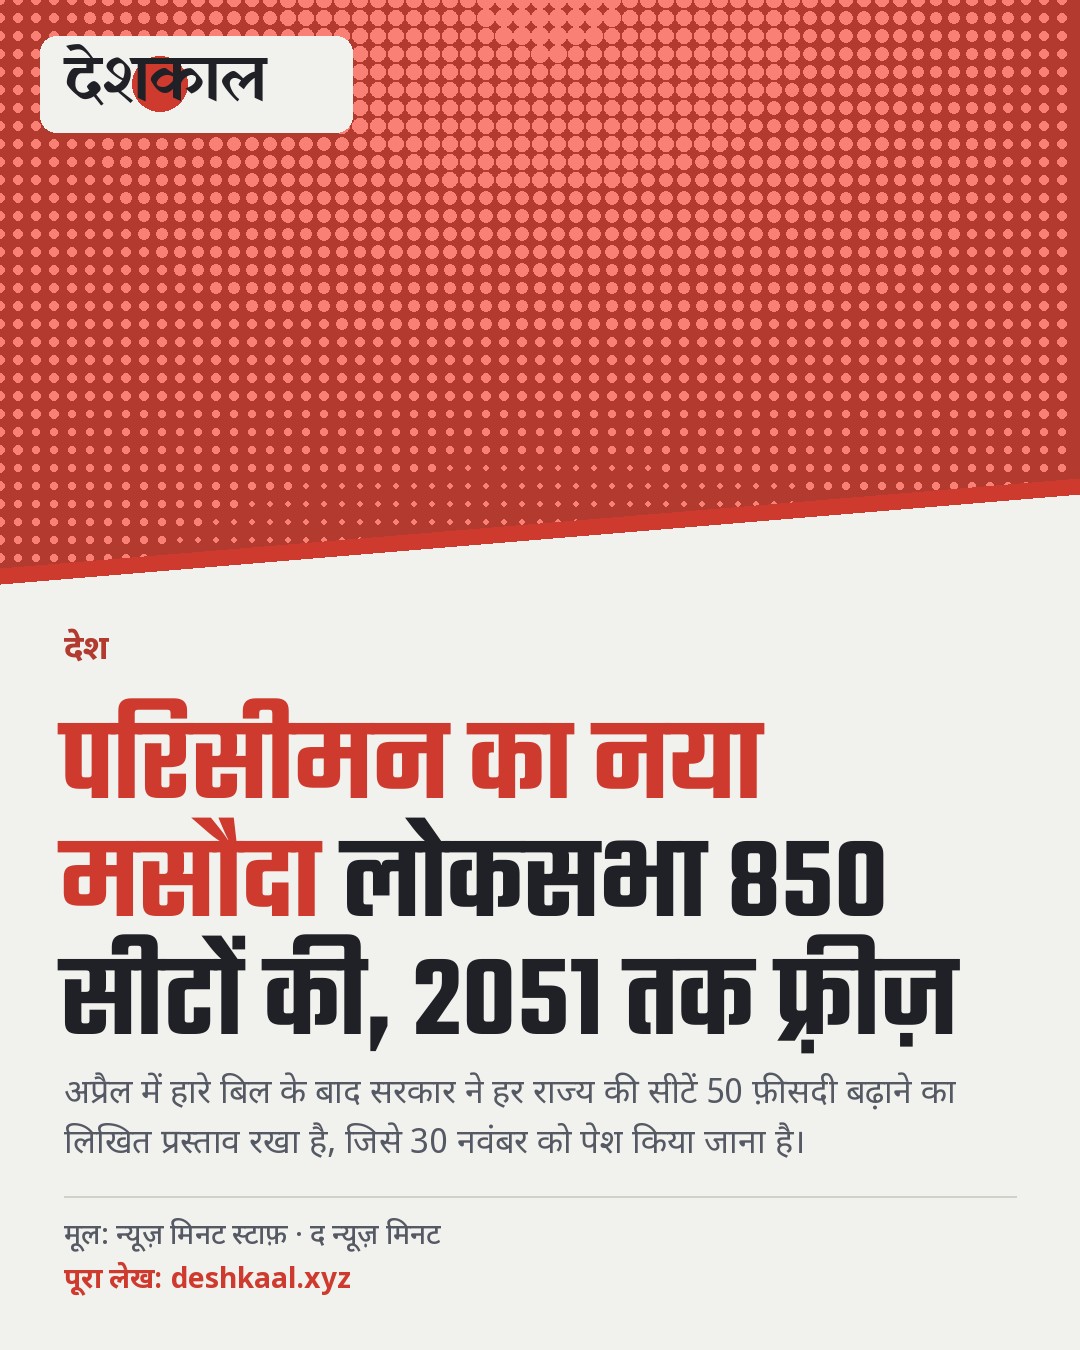 देशकाल
देश
परिसीमन का नया
मसौदा लोकसभा 850
सीटों की, 2051 तक फ़्रीज़
अप्रैल में हारे बिल के बाद सरकार ने हर राज्य की सीटें 50 फ़ीसदी बढ़ाने का
लिखित प्रस्ताव रखा है, जिसे 30 नवंबर को पेश किया जाना है।
मूल: न्यूज़ मिनट स्टाफ़ · द न्यूज़ मिनट
पूरा लेख: deshkaal.xyz